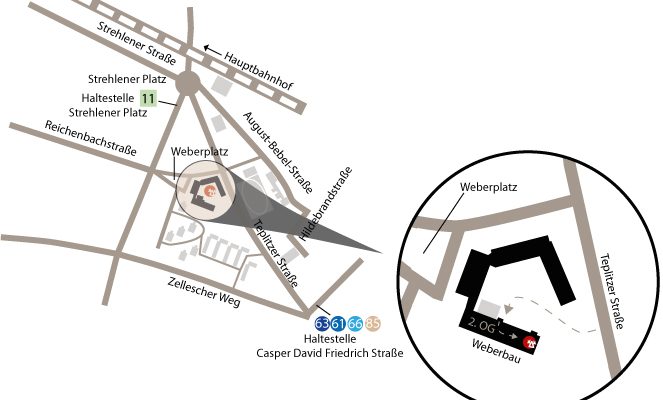 Strehlener Straße
Hauptbahnhof
Strehlener Platz
Haltestelle 11
Strehlener Platz
Reichenbachstraße
August-Bebel-Straße
Weberplatz
Hildebrandstraße
Teplitzer Straße
Zellescher Weg
63 61 66 85
Haltestelle
Casper David Friedrich Straße
Weberplatz
Teplitzer Straße
2. OG
Weberbau